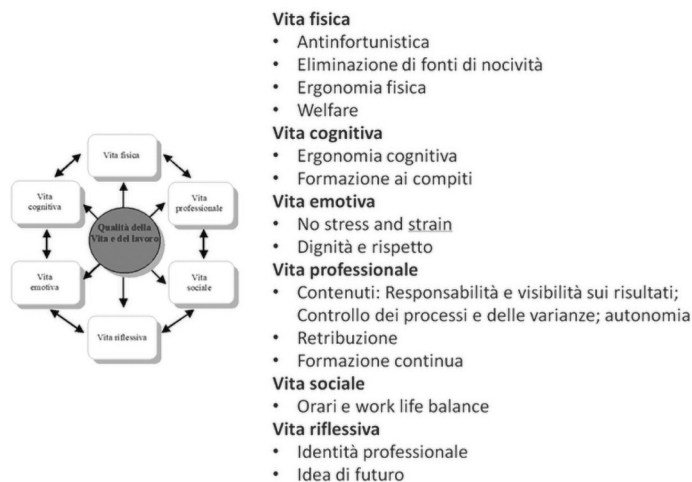 Vita fisica
Vita
cognitiva
Vita
professionale
Qualità della
Vita e del lavoro
Vita
emotiva
Vita
sociale
Vita riflessiva
Vita fisica
• Antinfortunistica
• Eliminazione di fonti di nocività
• Ergonomia fisica
• Welfare
Vita cognitiva
• Ergonomia cognitiva
• Formazione ai compiti
Vita emotiva
• No stress and strain
• Dignità e rispetto
Vita professionale
• Contenuti: Responsabilità e visibilità sui risultati;
Controllo dei processi e delle varianze; autonomia
• Retribuzione
• Formazione continua
Vita sociale
• Orari e work life balance
Vita riflessiva
• Identità professionale
• Idea di futuro